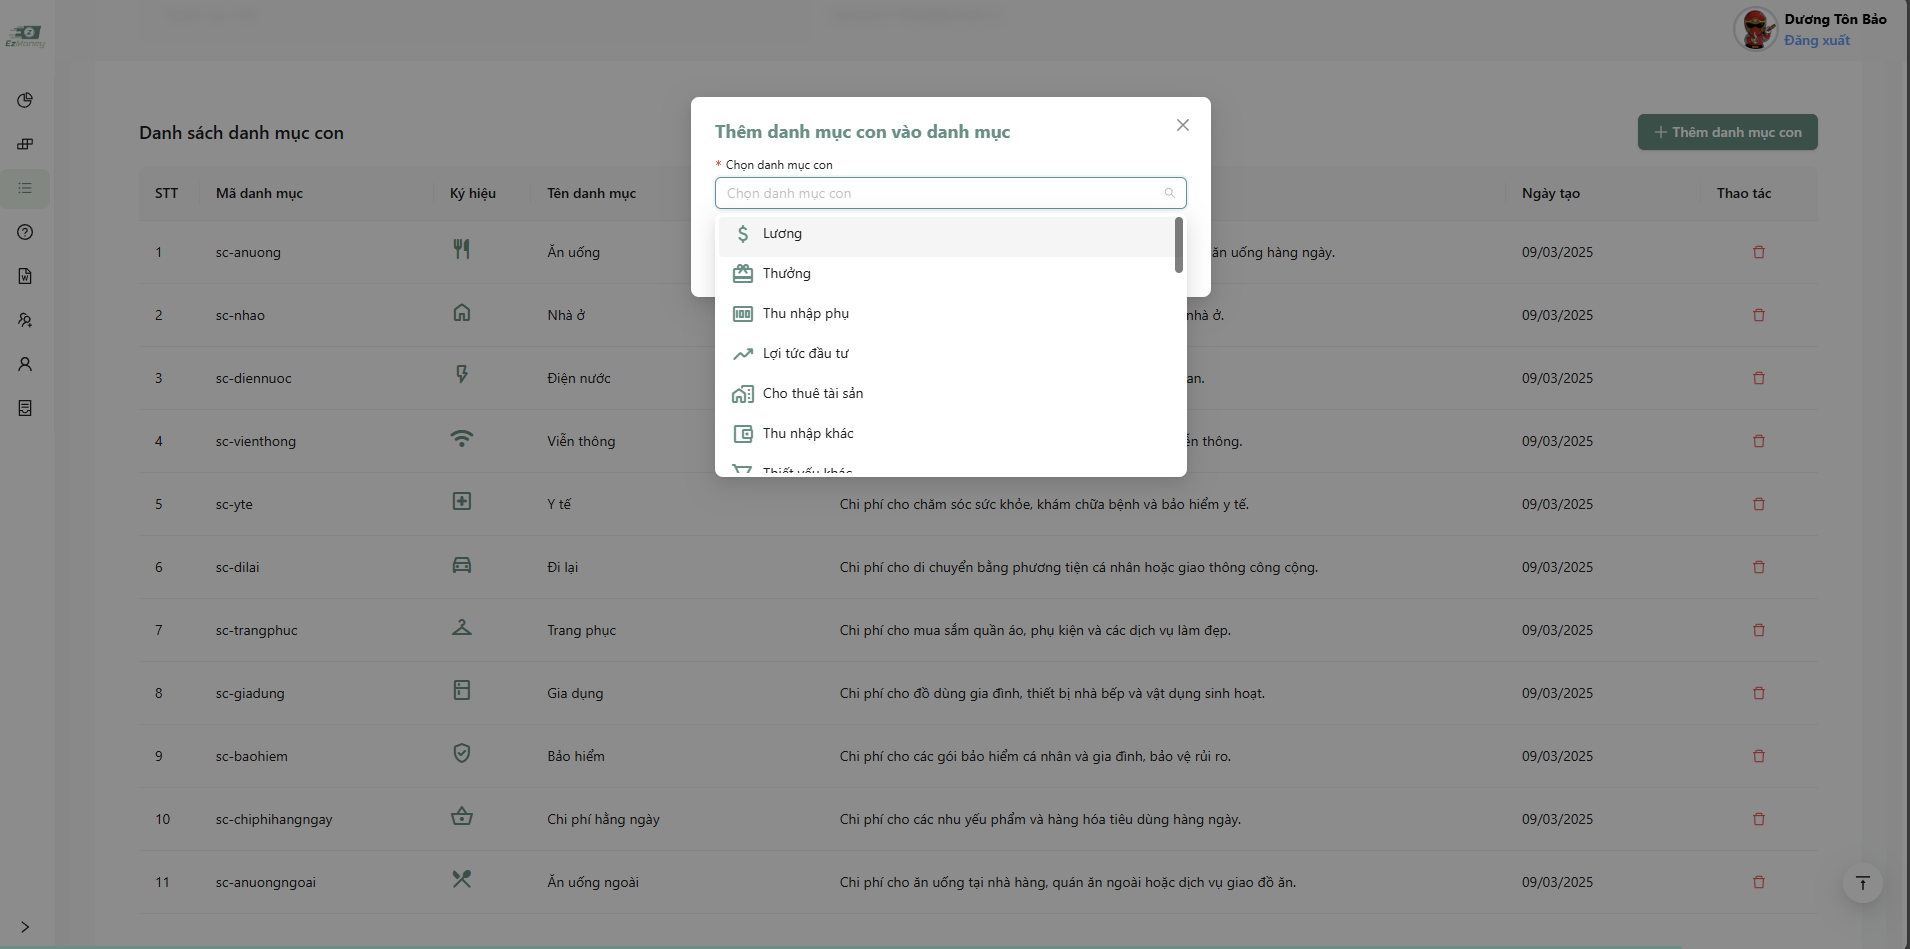 EzMoney
Dương Tôn Bảo
Đăng xuất
Danh sách danh mục con
+ Thêm danh mục con
Thêm danh mục con vào danh mục
* Chọn danh mục con
Chọn danh mục con
Lương
Thưởng
Thu nhập phụ
Lợi tức đầu tư
Cho thuê tài sản
Thu nhập khác
Thiết yếu khác
STT Mã danh mục Ký hiệu Tên danh mục Ngày tạo Thao tác
1 sc-anuong Ăn uống ăn uống hàng ngày. 09/03/2025
2 sc-nhao Nhà ở nhà ở. 09/03/2025
3 sc-diennuoc Điện nước an. 09/03/2025
4 sc-vienthong Viễn thông ễn thông. 09/03/2025
5 sc-yte Y tế Chi phí cho chăm sóc sức khỏe, khám chữa bệnh và bảo hiểm y tế. 09/03/2025
6 sc-dilai Đi lại Chi phí cho di chuyển bằng phương tiện cá nhân hoặc giao thông công cộng. 09/03/2025
7 sc-trangphuc Trang phục Chi phí cho mua sắm quần áo, phụ kiện và các dịch vụ làm đẹp. 09/03/2025
8 sc-giadung Gia dụng Chi phí cho đồ dùng gia đình, thiết bị nhà bếp và vật dụng sinh hoạt. 09/03/2025
9 sc-baohiem Bảo hiểm Chi phí cho các gói bảo hiểm cá nhân và gia đình, bảo vệ rủi ro. 09/03/2025
10 sc-chiphihangngay Chi phí hằng ngày Chi phí cho các nhu yếu phẩm và hàng hóa tiêu dùng hàng ngày. 09/03/2025
11 sc-anuongngoai Ăn uống ngoài Chi phí cho ăn uống tại nhà hàng, quán ăn ngoài hoặc dịch vụ giao đồ ăn. 09/03/2025